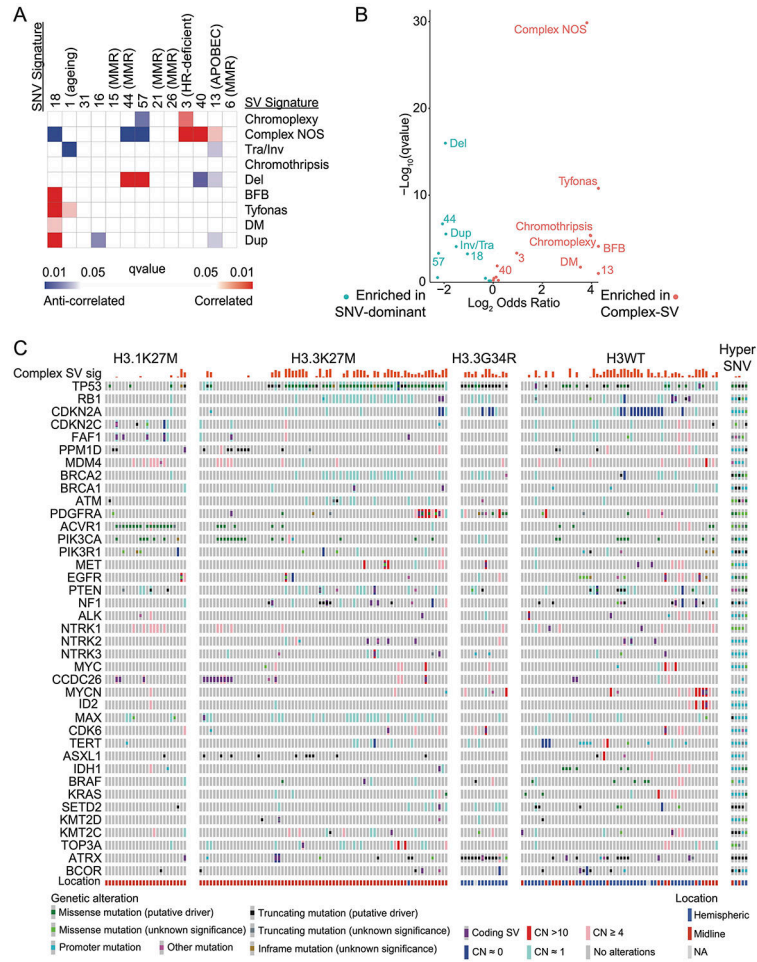 A
SNV Signature
18
1 (ageing)
31
16
15 (MMR)
44 (MMR)
57
21 (MMR)
26 (MMR)
3 (HR-deficient)
40
13 (APOBEC)
6 (MMR)
SV Signature
Chromoplexy
Complex NOS
Tra/Inv
Chromothripsis
Del
BFB
Tyfonas
DM
Dup
0.01 0.05 qvalue 0.05 0.01
Anti-correlated Correlated
B
−Log10(qvalue)
30
20
10
0
Complex NOS
Del
Tyfonas
44
Dup
Chromothripsis
Inv/Tra
Chromoplexy
BFB
57
18
3
DM
40
13
−2 0 2 4
Log2 Odds Ratio
Enriched in SNV-dominant
Enriched in Complex-SV
C
H3.1K27M H3.3K27M H3.3G34R H3WT Hyper SNV
Complex SV sig
TP53
RB1
CDKN2A
CDKN2C
FAF1
PPM1D
MDM4
BRCA2
BRCA1
ATM
PDGFRA
ACVR1
PIK3CA
PIK3R1
MET
EGFR
PTEN
NF1
ALK
NTRK1
NTRK2
NTRK3
MYC
CCDC26
MYCN
ID2
MAX
CDK6
TERT
ASXL1
IDH1
BRAF
KRAS
SETD2
KMT2D
KMT2C
TOP3A
ATRX
BCOR
Location
Genetic alteration
Missense mutation (putative driver)
Truncating mutation (putative driver)
Missense mutation (unknown significance)
Truncating mutation (unknown significance)
Promoter mutation
Other mutation
Inframe mutation (unknown significance)
Coding SV
CN >10
CN ≥ 4
CN ≈ 0
CN ≈ 1
No alterations
Location
Hemispheric
Midline
NA